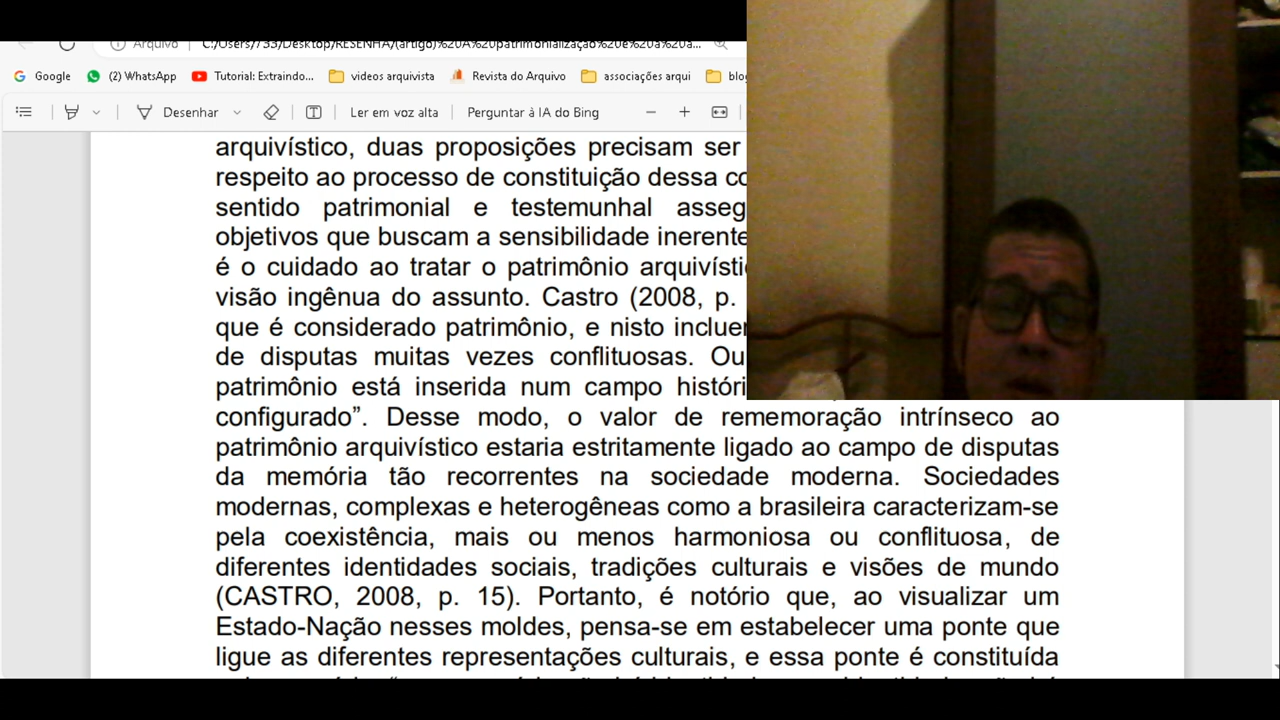 Arquivo C:/Users/733/Desktop/RESENHA/(artigo)%20A%20patrimonialização%20e%20a%20a...
Google (2) WhatsApp Tutorial: Extraindo... videos arquivista Revista do Arquivo associações arqui blog
Desenhar Ler em voz alta Perguntar à IA do Bing
arquivístico, duas proposições precisam ser
respeito ao processo de constituição dessa
sentido patrimonial e testemunhal
objetivos que buscam a sensibilidade inerente
é o cuidado ao tratar o patrimônio
visão ingênua do assunto. Castro (2008, p.
que é considerado patrimônio, e nisto
de disputas muitas vezes conflituosas.
patrimônio está inserida num campo
configurado”. Desse modo, o valor de rememoração intrínseco ao
patrimônio arquivístico estaria estritamente ligado ao campo de disputas
da memória tão recorrentes na sociedade moderna. Sociedades
modernas, complexas e heterogêneas como a brasileira caracterizam-se
pela coexistência, mais ou menos harmoniosa ou conflituosa, de
diferentes identidades sociais, tradições culturais e visões de mundo
(CASTRO, 2008, p. 15). Portanto, é notório que, ao visualizar um
Estado-Nação nesses moldes, pensa-se em estabelecer uma ponte que
ligue as diferentes representações culturais, e essa ponte é constituída